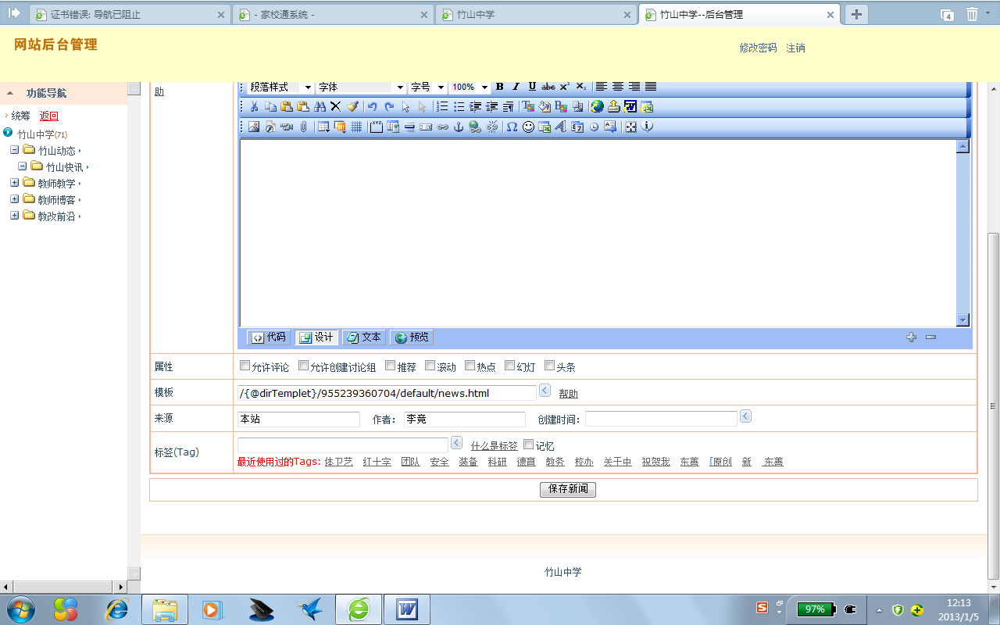 证书错误: 导航已阻止
- 家校通系统 -
竹山中学
竹山中学--后台管理
4
网站后台管理
修改密码 注销
功能导航
统筹 返回
竹山中学(71)
竹山动态
竹山快讯
教师教学
教师博客
教改前沿
助
段落样式 字体 字号 100% B I U abc x² x₂
代码 设计 文本 预览
属性 允许评论 允许创建讨论组 推荐 滚动 热点 幻灯 头条
模板 /{@dirTemplet}/955239360704/default/news.html 帮助
来源 本站 作者: 李竟 创建时间:
标签(Tag) 什么是标签 记忆
最近使用过的Tags: 体卫艺 红十字 团队 安全 装备 科研 德育 教务 校办 关于中 祝贺我 东善 [原创 新 东善
保存新闻
竹山中学
97%
12:13
2013/1/5